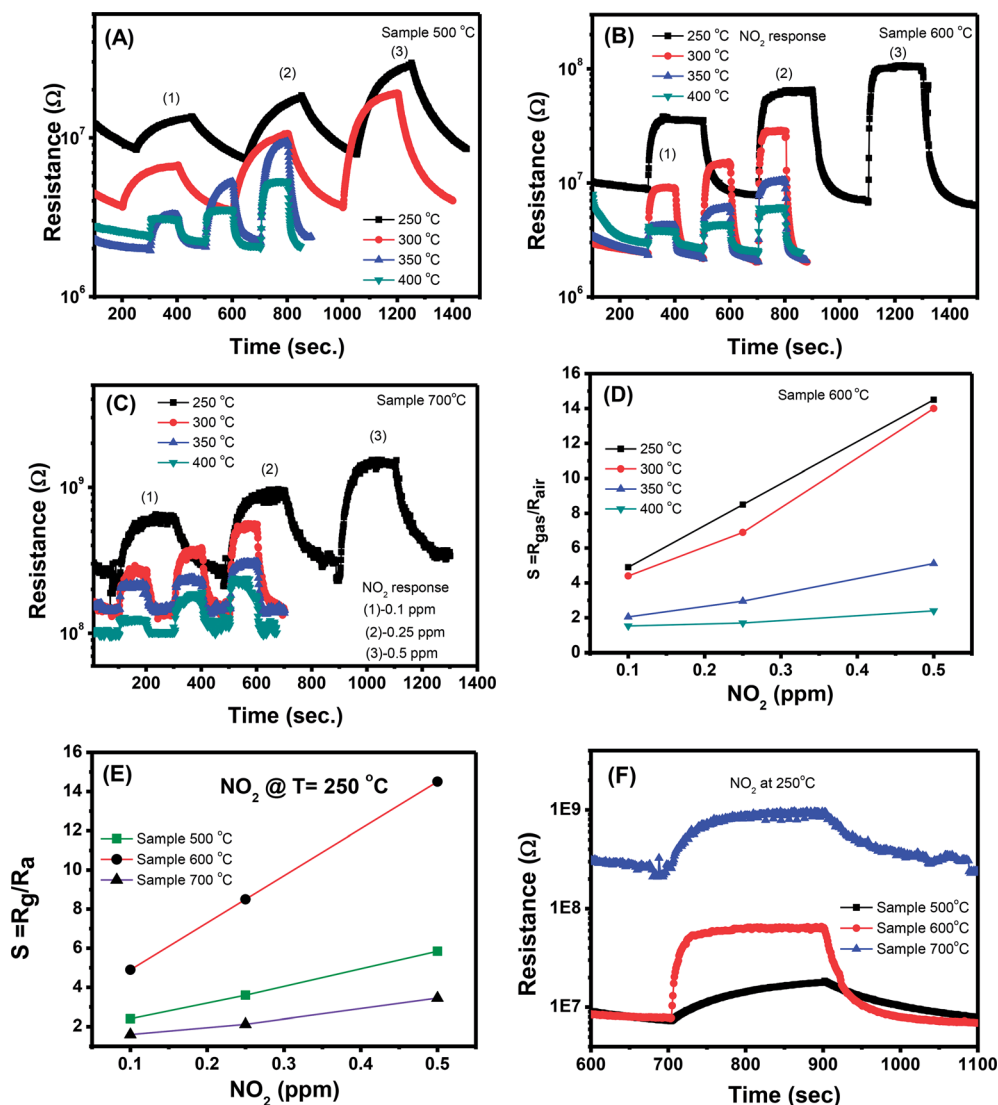 (A)
Sample 500 °C
(1)
(2)
(3)
250 °C
300 °C
350 °C
400 °C
10⁷
10⁶
Resistance (Ω)
200 400 600 800 1000 1200 1400
Time (sec.)
(B)
NO₂ response
Sample 600 °C
250 °C
300 °C
350 °C
400 °C
(1)
(2)
(3)
10⁸
10⁷
10⁶
Resistance (Ω)
200 400 600 800 1000 1200 1400
Time (sec.)
(C)
Sample 700°C
250 °C
300 °C
350 °C
400 °C
(1)
(2)
(3)
NO₂ response
(1)-0.1 ppm
(2)-0.25 ppm
(3)-0.5 ppm
10⁹
10⁸
Resistance (Ω)
200 400 600 800 1000 1200 1400
Time (sec.)
(D)
Sample 600°C
250 °C
300 °C
350 °C
400 °C
16
14
12
10
8
6
4
2
0
S =Rgas/Rair
0.1 0.2 0.3 0.4 0.5
NO₂ (ppm)
(E)
NO₂ @ T= 250 °C
Sample 500 °C
Sample 600 °C
Sample 700 °C
16
14
12
10
8
6
4
2
S =Rg/Ra
0.1 0.2 0.3 0.4 0.5
NO₂ (ppm)
(F)
NO₂ at 250°C
Sample 500°C
Sample 600°C
Sample 700°C
1E9
1E8
1E7
Resistance (Ω)
600 700 800 900 1000 1100
Time (sec)